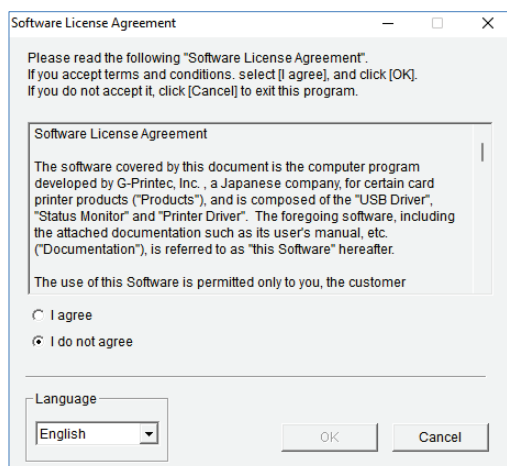 Software License Agreement
Please read the following "Software License Agreement".
If you accept terms and conditions. select [I agree], and click [OK].
If you do not accept it, click [Cancel] to exit this program.
Software License Agreement
The software covered by this document is the computer program
developed by G-Printec, Inc. , a Japanese company, for certain card
printer products ("Products"), and is composed of the "USB Driver",
"Status Monitor" and "Printer Driver".  The foregoing software, including
the attached documentation such as its user's manual, etc.
("Documentation"), is referred to as "this Software" hereafter.
The use of this Software is permitted only to you, the customer
I agree
I do not agree
Language
English
OK
Cancel